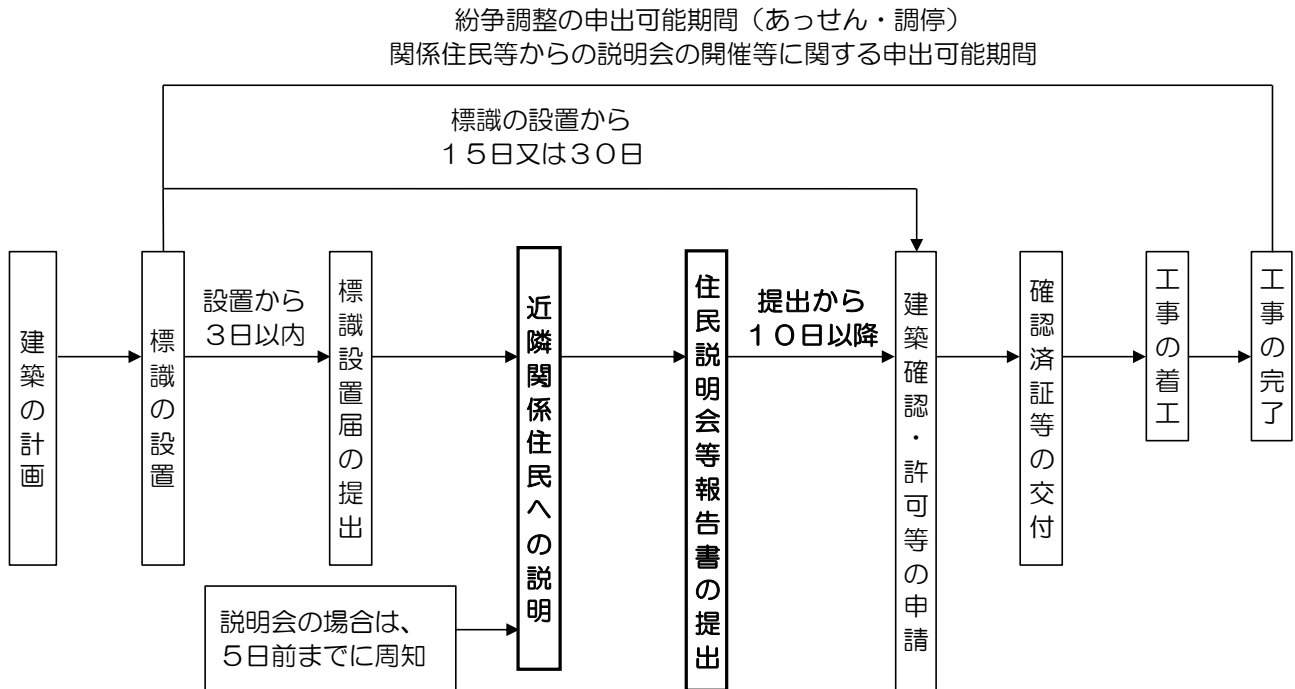 紛争調整の申出可能期間（あっせん・調停）
関係住民等からの説明会の開催等に関する申出可能期間
標識の設置から
１５日又は３０日
建築の計画
標識の設置
設置から
３日以内
標識設置届の提出
近隣関係住民への説明
住民説明会等報告書の提出
提出から
１０日以降
建築確認・許可等の申請
確認済証等の交付
工事の着工
工事の完了
説明会の場合は、
５日前までに周知